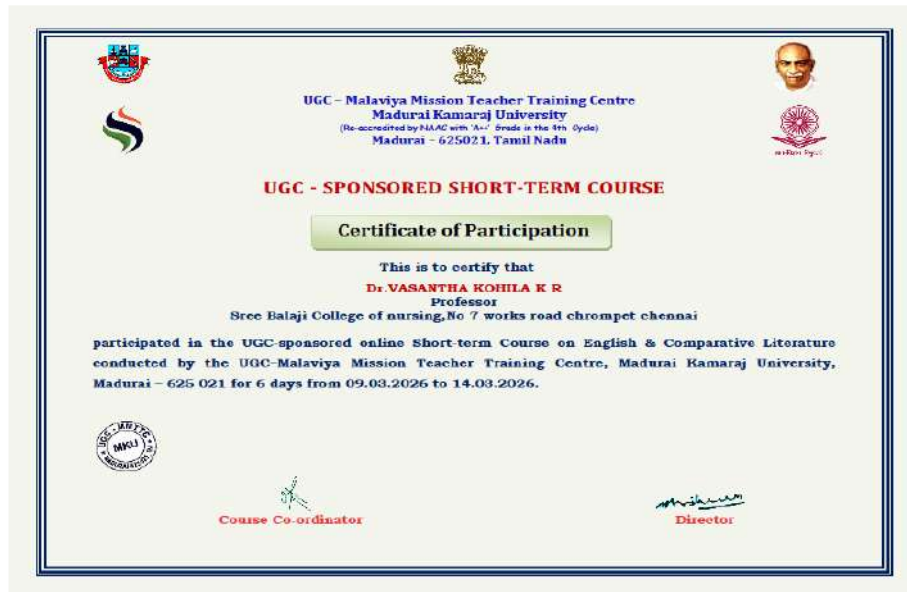 UGC - Malaviya Mission Teacher Training Centre
Madurai Kamaraj University
(Re-accredited by NAAC with 'A++' Grade in the 4th Cycle)
Madurai - 625021, Tamil Nadu
UGC - SPONSORED SHORT-TERM COURSE
Certificate of Participation
This is to certify that
Dr.VASANTHA KOHILA K R
Professor
Sree Balaji College of nursing,No 7 works road chrompet chennai
participated in the UGC-sponsored online Short-term Course on English & Comparative Literature
conducted by the UGC-Malaviya Mission Teacher Training Centre, Madurai Kamaraj University,
Madurai – 625 021 for 6 days from 09.03.2026 to 14.03.2026.
UGC - MMTTC
MKU
Course Co-ordinator
Director